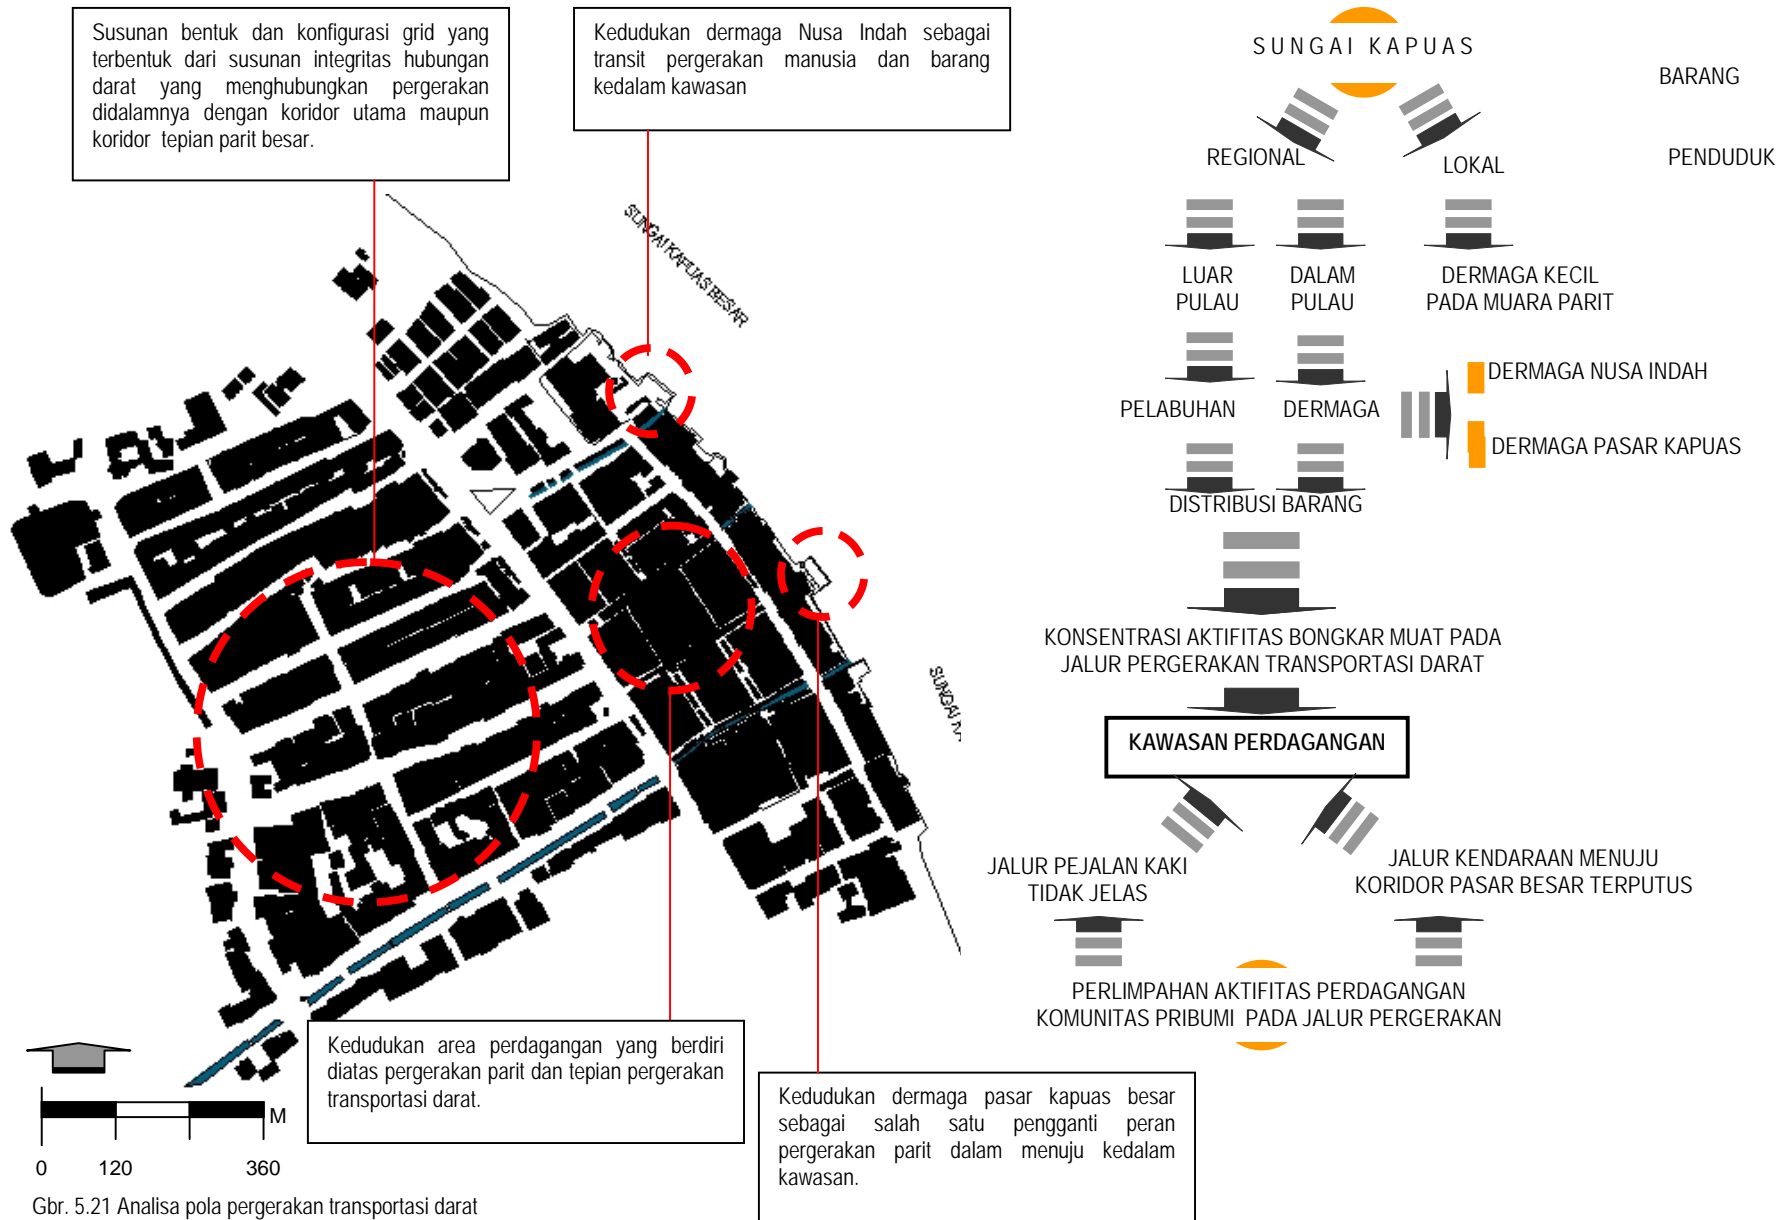 Susunan bentuk dan konfigurasi grid yang
terbentuk dari susunan integritas hubungan
darat yang menghubungkan pergerakan
didalamnya dengan koridor utama maupun
koridor tepian parit besar.
Kedudukan dermaga Nusa Indah sebagai
transit pergerakan manusia dan barang
kedalam kawasan
SUNGAI KAPUAS BESAR
SUNGAI
Kedudukan area perdagangan yang berdiri
diatas pergerakan parit dan tepian pergerakan
transportasi darat.
Kedudukan dermaga pasar kapuas besar
sebagai salah satu pengganti peran
pergerakan parit dalam menuju kedalam
kawasan.
M
0 120 360
Gbr. 5.21 Analisa pola pergerakan transportasi darat
SUNGAI KAPUAS
BARANG
PENDUDUK
REGIONAL
LOKAL
LUAR
PULAU
DALAM
PULAU
DERMAGA KECIL
PADA MUARA PARIT
PELABUHAN
DERMAGA
DERMAGA NUSA INDAH
DERMAGA PASAR KAPUAS
DISTRIBUSI BARANG
KONSENTRASI AKTIFITAS BONGKAR MUAT PADA
JALUR PERGERAKAN TRANSPORTASI DARAT
KAWASAN PERDAGANGAN
JALUR PEJALAN KAKI
TIDAK JELAS
JALUR KENDARAAN MENUJU
KORIDOR PASAR BESAR TERPUTUS
PERLIMPAHAN AKTIFITAS PERDAGANGAN
KOMUNITAS PRIBUMI PADA JALUR PERGERAKAN